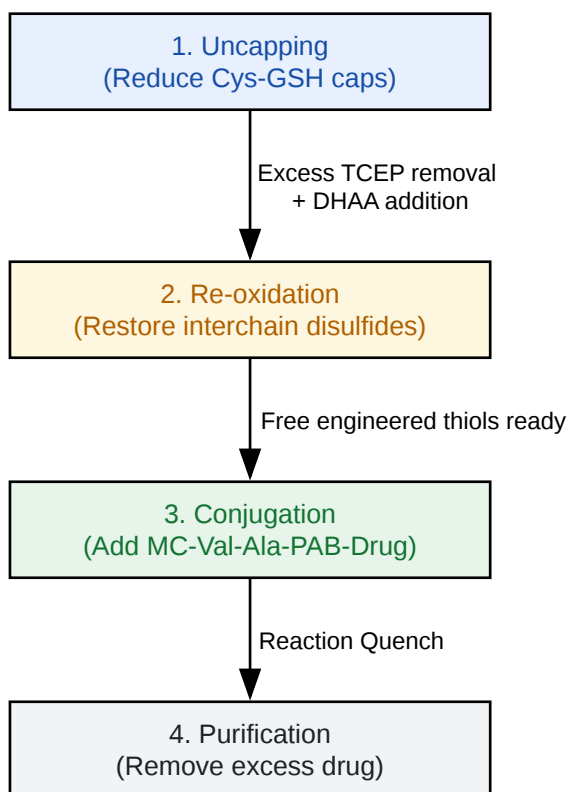 1. Uncapping
(Reduce Cys-GSH caps)
Excess TCEP removal
+ DHAA addition
2. Re-oxidation
(Restore interchain disulfides)
Free engineered thiols ready
3. Conjugation
(Add MC-Val-Ala-PAB-Drug)
Reaction Quench
4. Purification
(Remove excess drug)